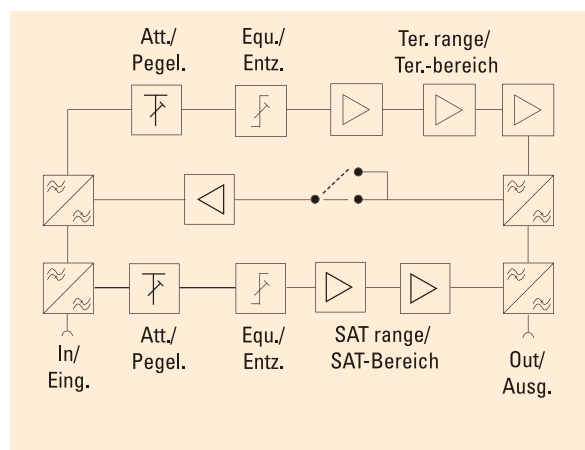 Att./
Pegel.
Equ./
Entz.
Ter. range/
Ter.-bereich
In/
Eing.
Att./
Pegel.
Equ./
Entz.
SAT range/
SAT-Bereich
Out/
Ausg.